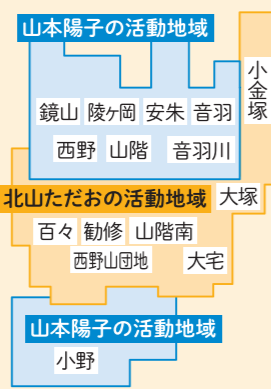 山本陽子の活動地域
小金塚
鏡山 陵ケ岡 安朱 音羽
西野 山階 音羽川
北山ただおの活動地域 大塚
百々 勧修 山階南
西野山団地 大宅
山本陽子の活動地域
小野